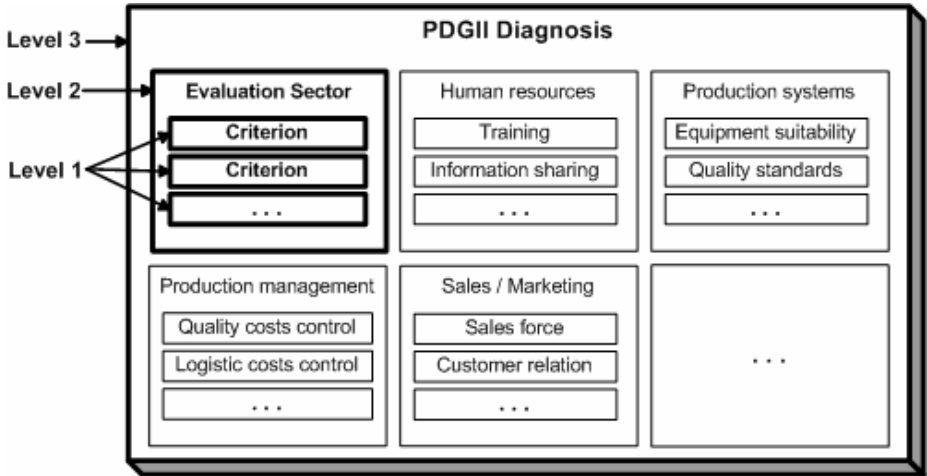 PDGII Diagnosis
Level 3
Level 2
Level 1
Evaluation Sector
Criterion
Criterion
...
Human resources
Training
Information sharing
...
Production systems
Equipment suitability
Quality standards
...
Production management
Quality costs control
Logistic costs control
...
Sales / Marketing
Sales force
Customer relation
...
...